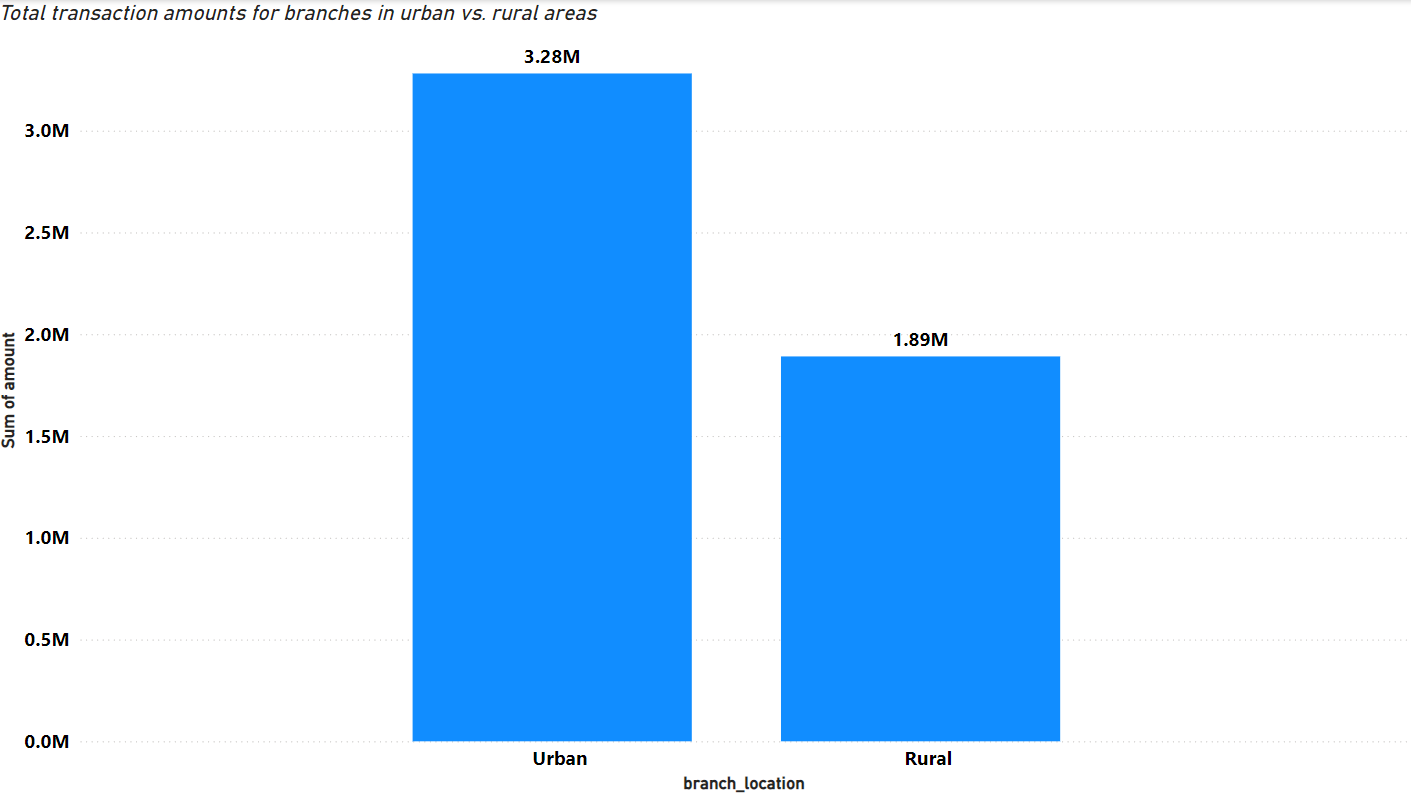 Total transaction amounts for branches in urban vs. rural areas
3.28M
3.0M
2.5M
2.0M
1.89M
Sum of amount
1.5M
1.0M
0.5M
0.0M
Urban
Rural
branch_location